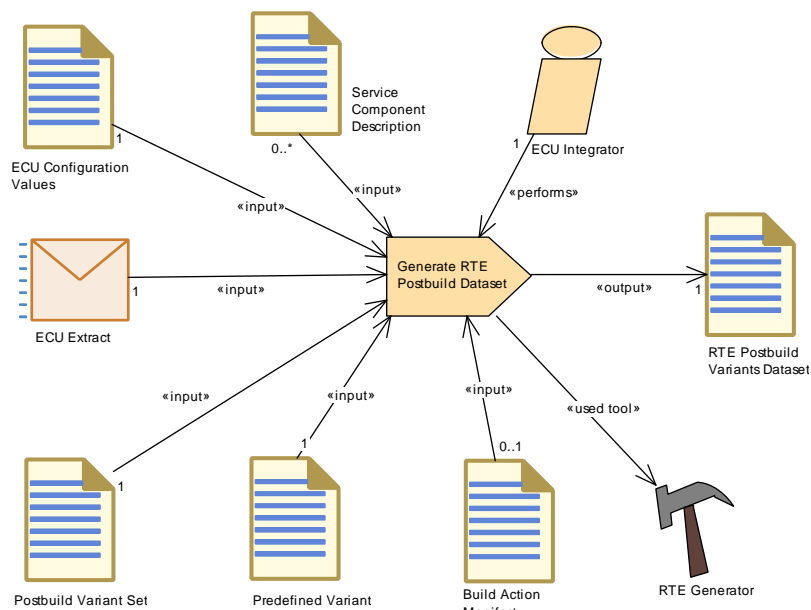 1
ECU Configuration
Values
Service
Component
Description
0..*
1
ECU Integrator
«input»
«input»
«performs»
Generate RTE
Postbuild Dataset
1
«input»
ECU Extract
«output»
1
RTE Postbuild
Variants Dataset
«input»
«input»
«input»
«used tool»
1
1
0..1
Postbuild Variant Set
Predefined Variant
Build Action
RTE Generator